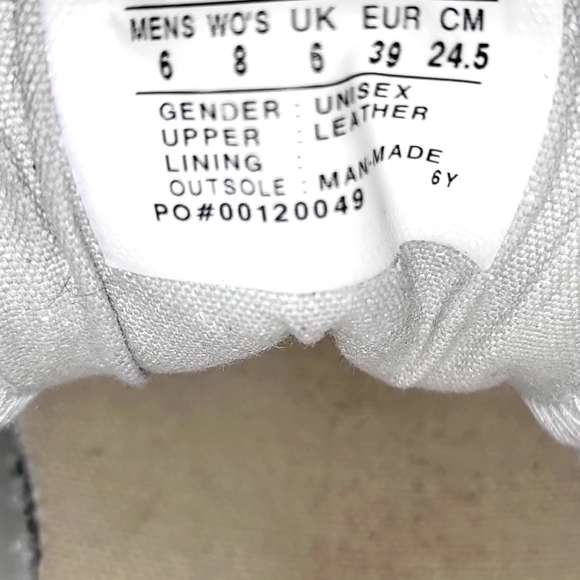 MENS WO'S UK EUR CM
6 8 6 39 24.5
GENDER : UNISEX
UPPER : LEATHER
LINING :
OUTSOLE : MAN-MADE
6Y
PO#00120049